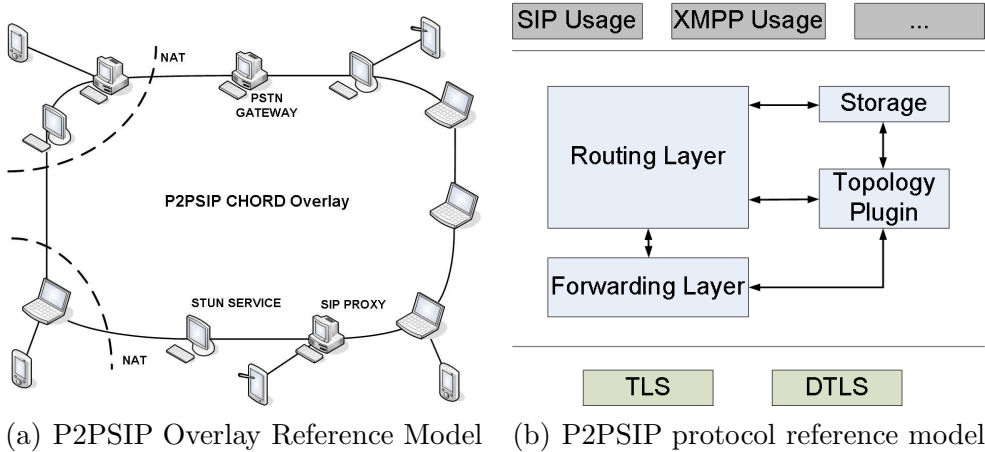 NAT
PSTN
GATEWAY
P2PSIP CHORD Overlay
STUN SERVICE
SIP PROXY
NAT
(a) P2PSIP Overlay Reference Model
SIP Usage
XMPP Usage
...
Routing Layer
Storage
Topology
Plugin
Forwarding Layer
TLS
DTLS
(b) P2PSIP protocol reference model